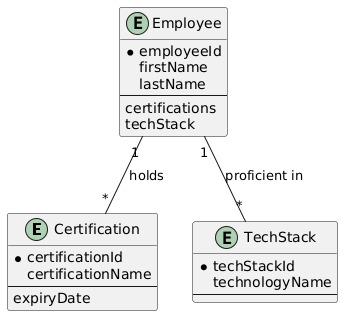 E Employee
* employeeId
firstName
lastName
certifications
techStack
1 1
holds proficient in
* *
E Certification
* certificationId
certificationName
expiryDate
E TechStack
* techStackId
technologyName